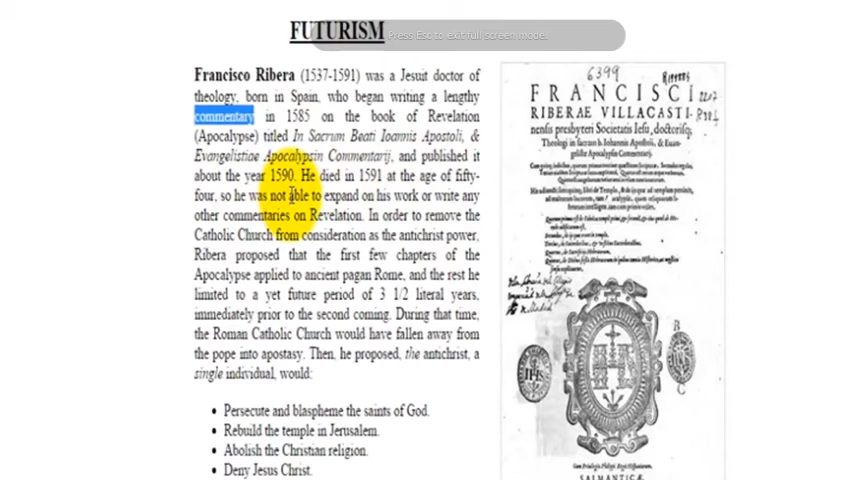 FUTURISM
Press Esc to exit full screen mode.
Francisco Ribera (1537-1591) was a Jesuit doctor of
theology, born in Spain, who began writing a lengthy
commentary in 1585 on the book of Revelation
(Apocalypse) titled In Sacrum Beati Ioannis Apostoli, &
Evangelistiae Apocalypsin Commentarij, and published it
about the year 1590. He died in 1591 at the age of fifty-
four, so he was not able to expand on his work or write any
other commentaries on Revelation. In order to remove the
Catholic Church from consideration as the antichrist power,
Ribera proposed that the first few chapters of the
Apocalypse applied to ancient pagan Rome, and the rest he
limited to a yet future period of 3 1/2 literal years,
immediately prior to the second coming. During that time,
the Roman Catholic Church would have fallen away from
the pope into apostasy. Then, he proposed, the antichrist, a
single individual, would:
• Persecute and blaspheme the saints of God.
• Rebuild the temple in Jerusalem.
• Abolish the Christian religion.
• Deny Jesus Christ.
6399
FRANCISCI
RIBERAE VILLACASTI-
nensis presbyteri Societatis Iesu, doctorisq;
Theologi in sacram b. Iohannis Apostoli, &
Evangelistae Apocalypsin Commentarij.
IHS
R
C
SALMANTICÆ